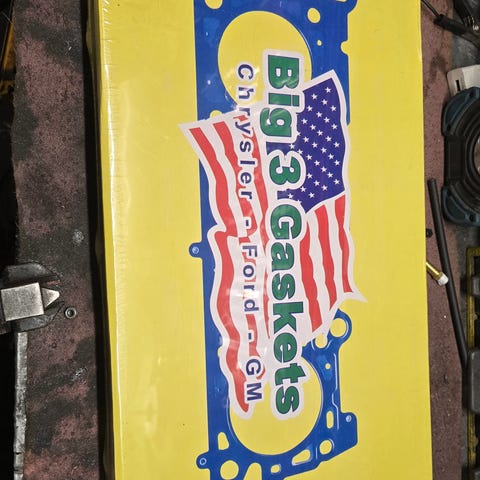 Big 3 Gaskets
Chrysler - Ford - GM